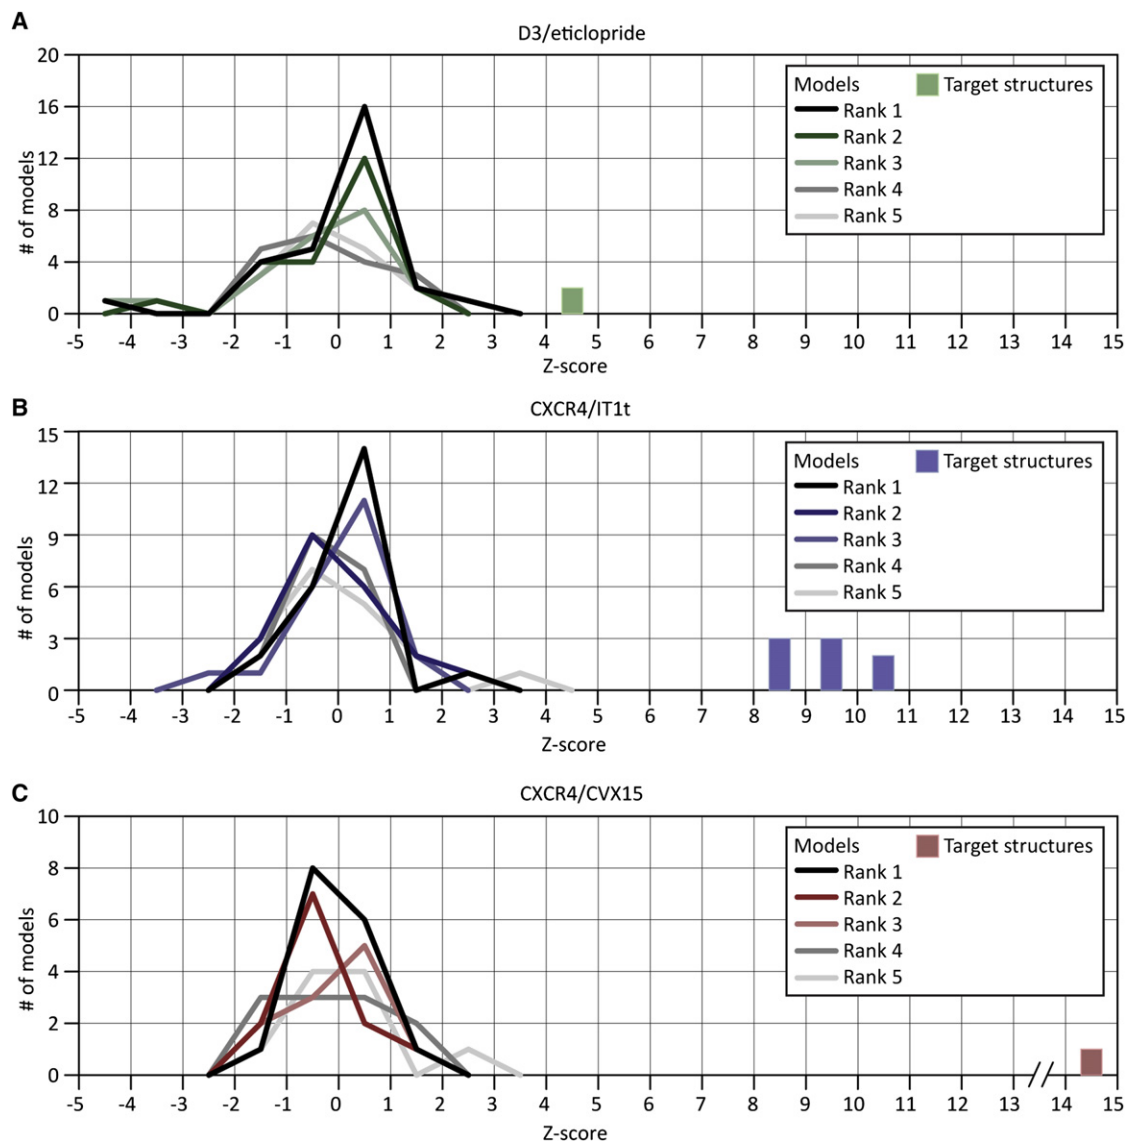 A
D3/eticlopride
20
16
12
8
4
0
# of models
Models
Target structures
Rank 1
Rank 2
Rank 3
Rank 4
Rank 5
-5 -4 -3 -2 -1 0 1 2 3 4 5 6 7 8 9 10 11 12 13 14 15
Z-score
B
CXCR4/IT1t
15
12
9
6
3
0
# of models
Models
Target structures
Rank 1
Rank 2
Rank 3
Rank 4
Rank 5
-5 -4 -3 -2 -1 0 1 2 3 4 5 6 7 8 9 10 11 12 13 14 15
Z-score
C
CXCR4/CVX15
10
8
6
4
2
0
# of models
Models
Target structures
Rank 1
Rank 2
Rank 3
Rank 4
Rank 5
-5 -4 -3 -2 -1 0 1 2 3 4 5 6 7 8 9 10 11 12 13 14 15
Z-score